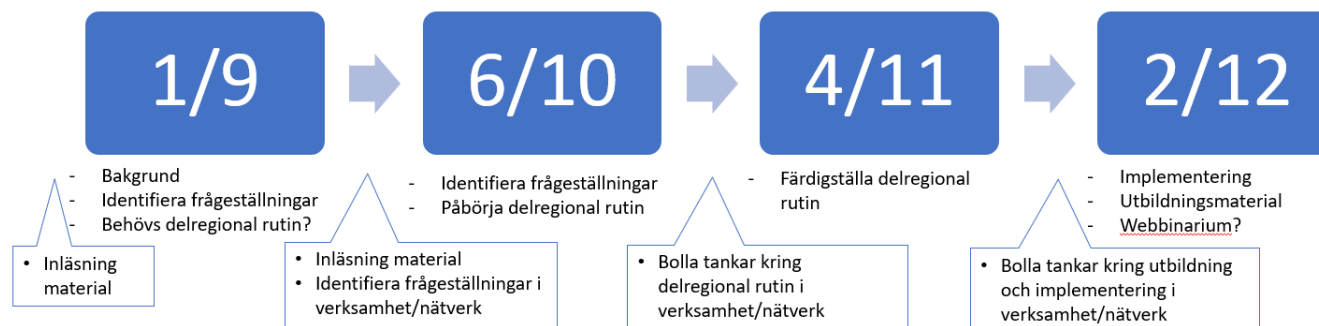 1/9
6/10
4/11
2/12
- Bakgrund
- Identifiera frågeställningar
- Behövs delregional rutin?
- Identifiera frågeställningar
- Påbörja delregional rutin
- Färdigställa delregional
rutin
- Implementering
- Utbildningsmaterial
- Webbinarium?
• Inläsning
material
• Inläsning material
• Identifiera frågeställningar i
verksamhet/nätverk
• Bolla tankar kring
delregional rutin i
verksamhet/nätverk
• Bolla tankar kring utbildning
och implementering i
verksamhet/nätverk